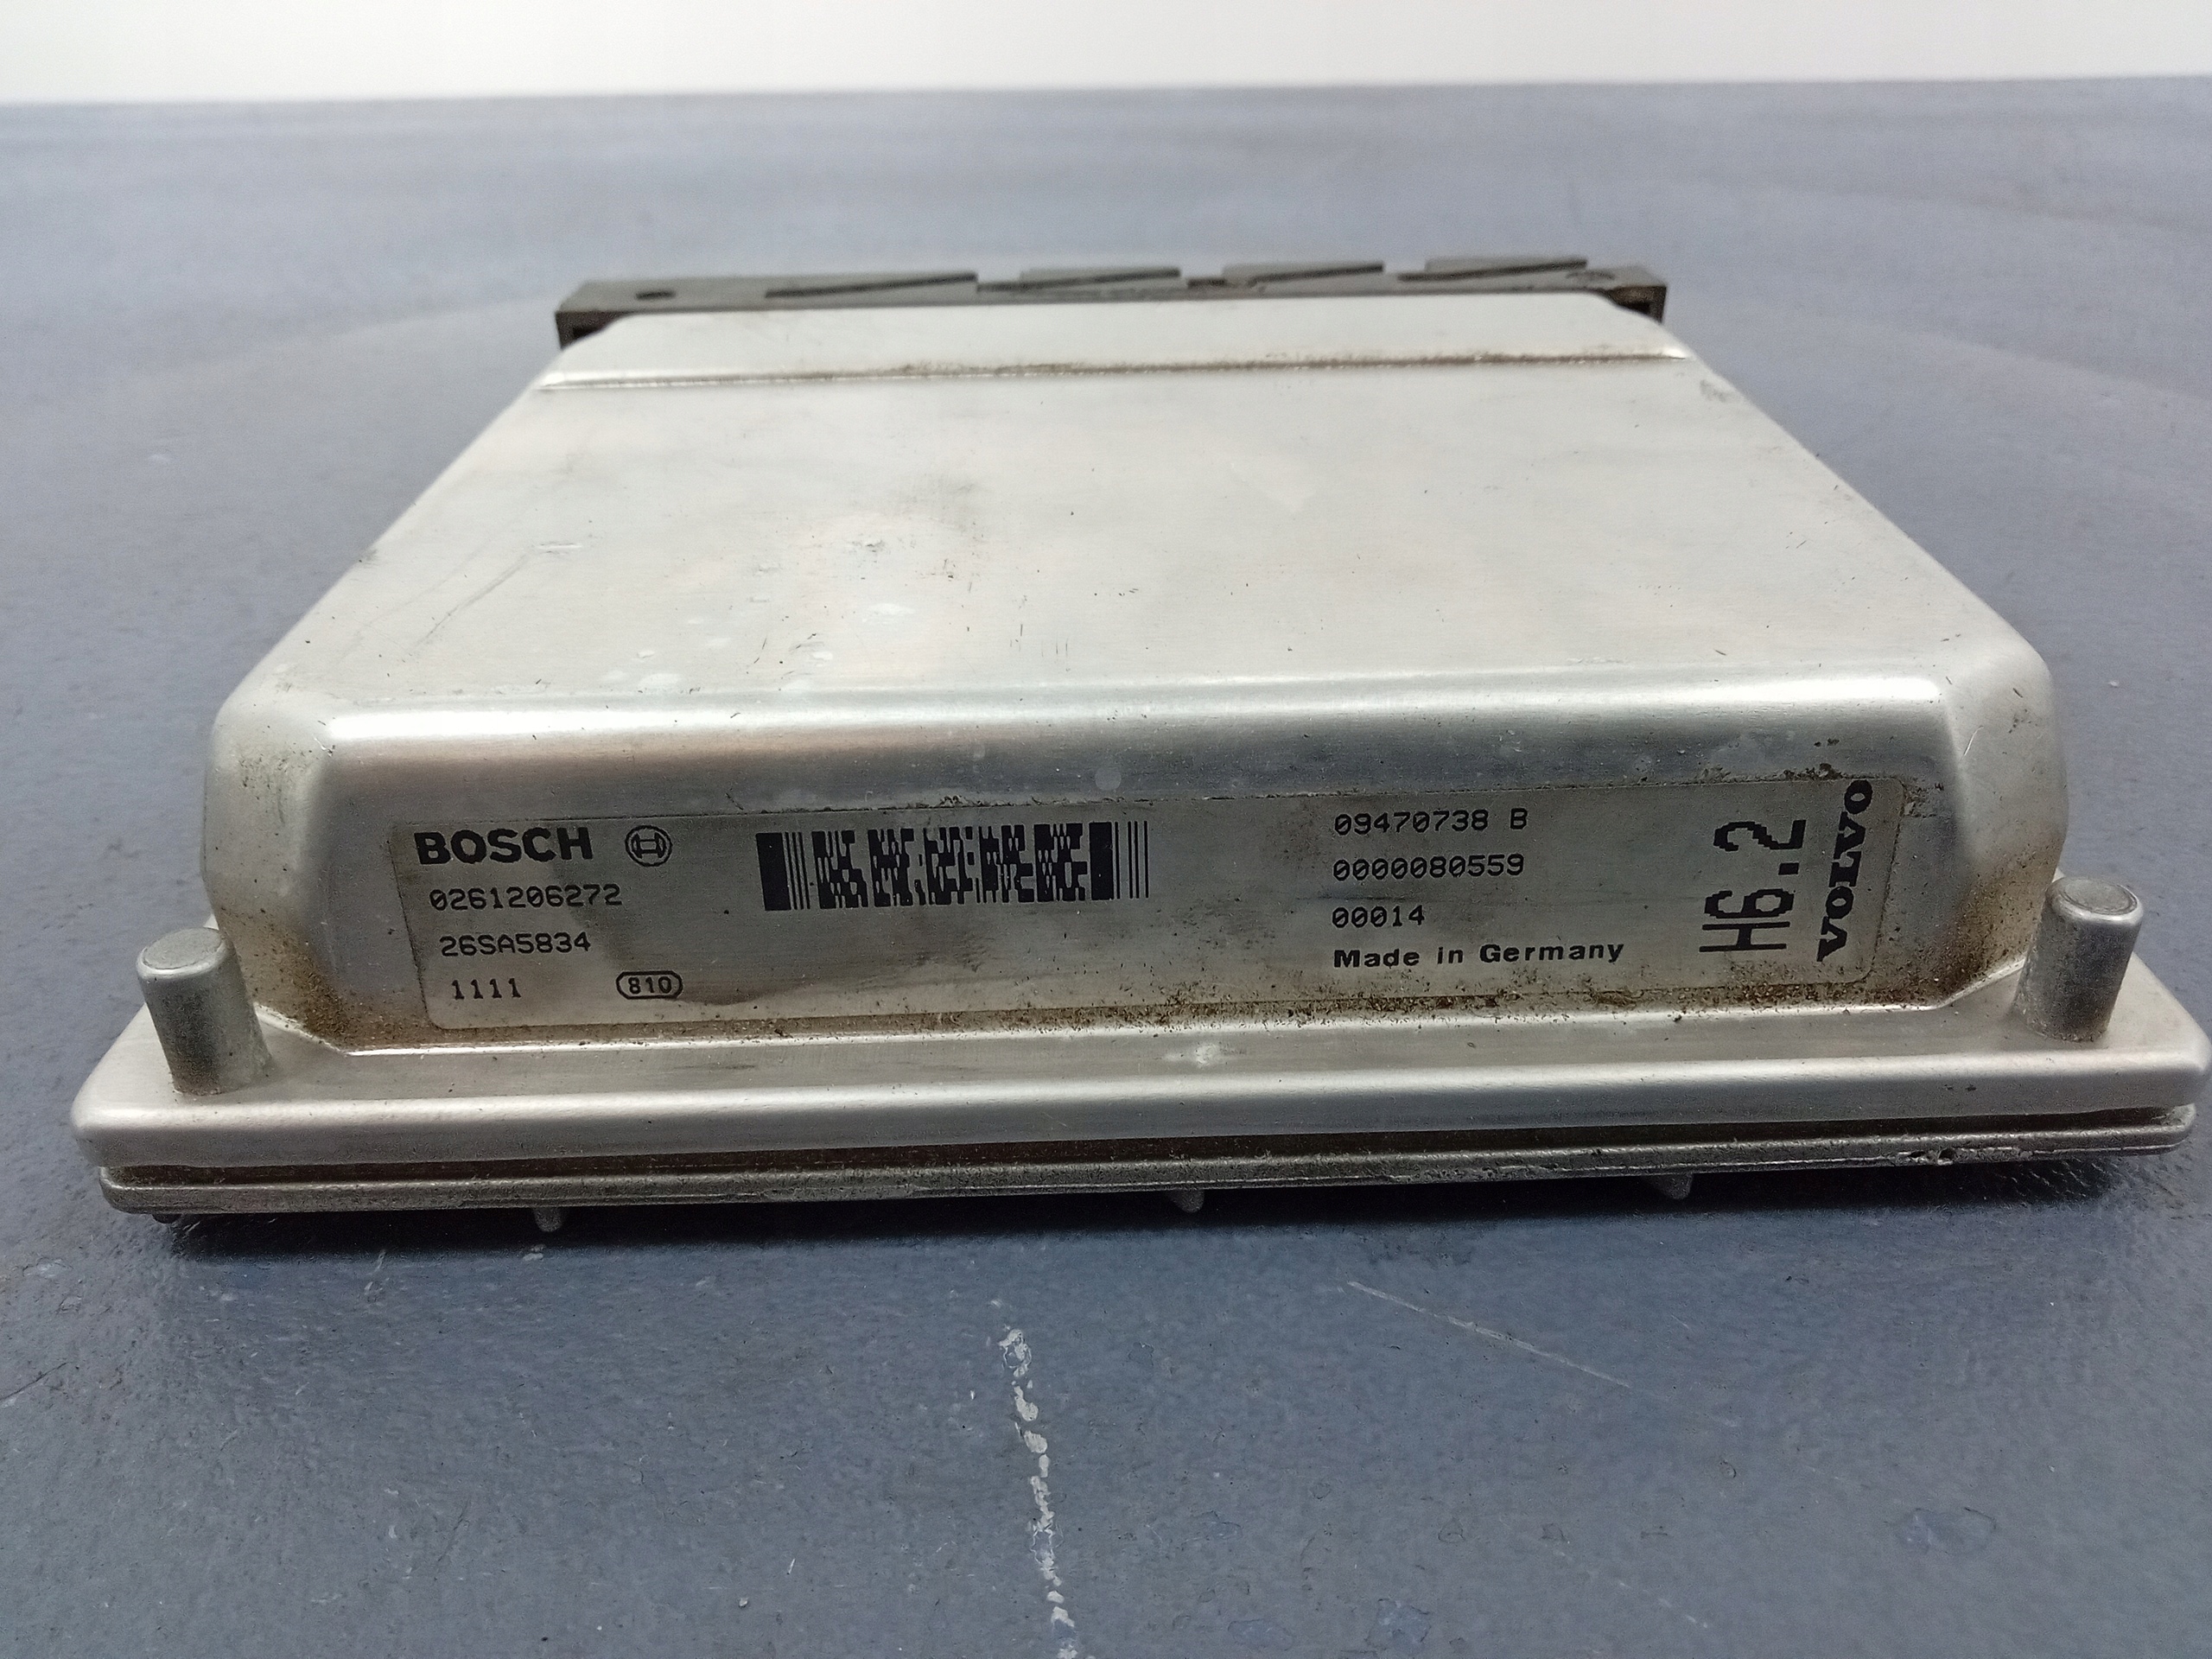 BOSCH
0261206272
26SA5834
1111 810
09470738 B
0000080559
00014
Made in Germany
H6.2
VOLVO